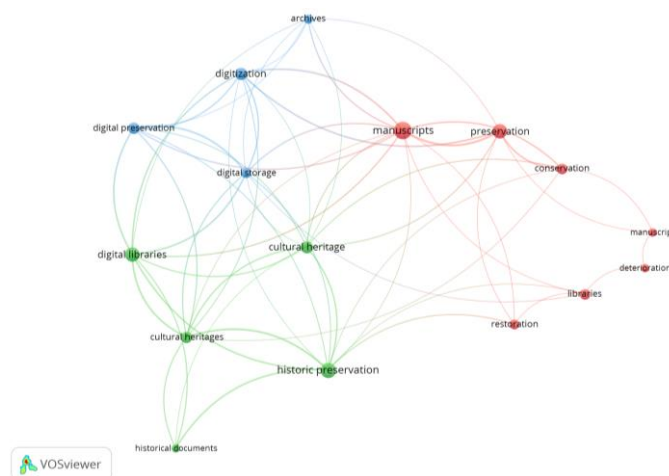 archives
digitization
digital preservation
manuscripts
preservation
conservation
digital storage
manuscrip
cultural heritage
digital libraries
deterioration
libraries
restoration
cultural heritages
historic preservation
historical documents
VOSviewer